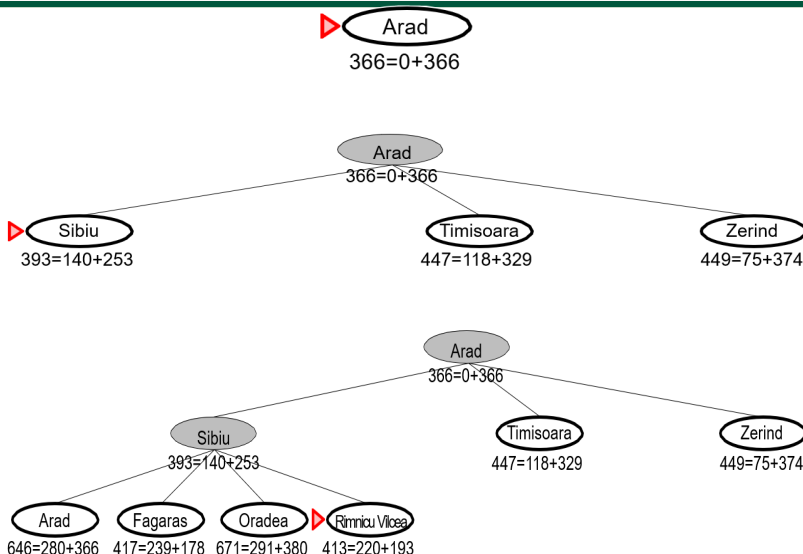 Arad
366=0+366
Arad
366=0+366
Sibiu Timisoara Zerind
393=140+253 447=118+329 449=75+374
Arad
366=0+366
Sibiu Timisoara Zerind
393=140+253 447=118+329 449=75+374
Arad Fagaras Oradea Rimnicu Vilcea
646=280+366 417=239+178 671=291+380 413=220+193